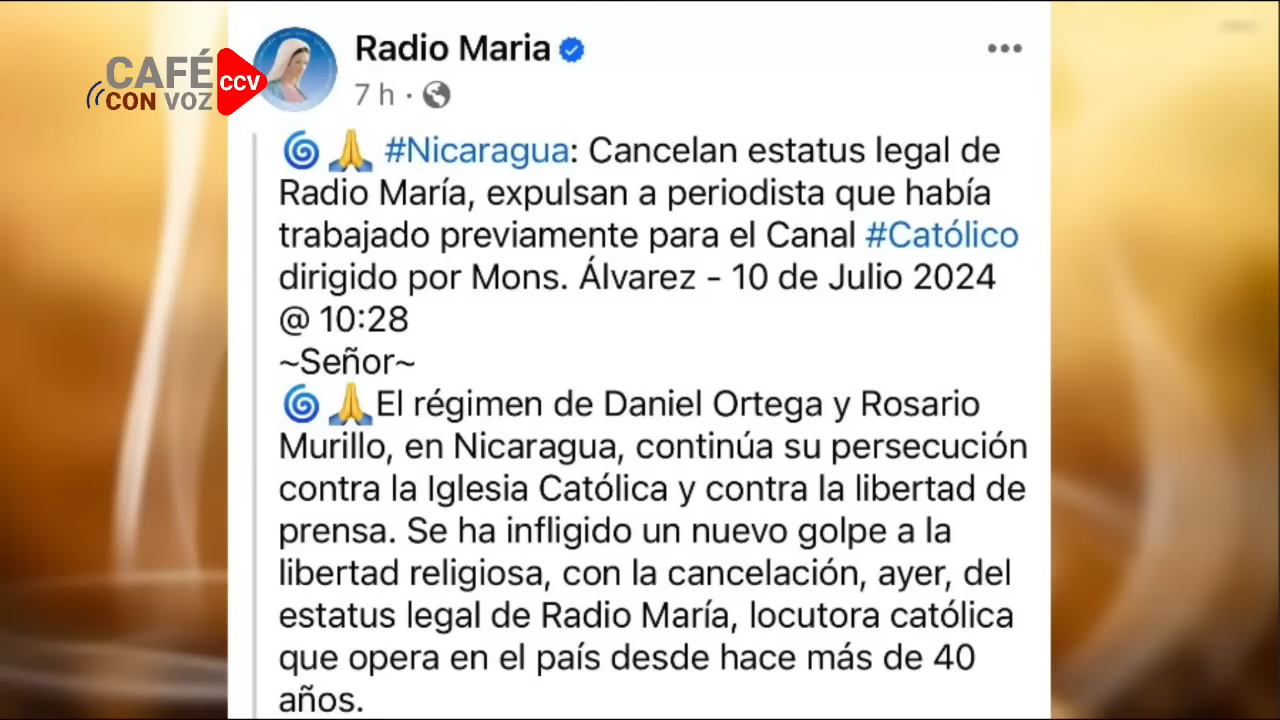 CAFÉ
CON VOZ
CCV
Radio Maria
7 h ·
#Nicaragua: Cancelan estatus legal de
Radio María, expulsan a periodista que había
trabajado previamente para el Canal #Católico
dirigido por Mons. Álvarez - 10 de Julio 2024
@ 10:28
~Señor~
El régimen de Daniel Ortega y Rosario
Murillo, en Nicaragua, continúa su persecución
contra la Iglesia Católica y contra la libertad de
prensa. Se ha infligido un nuevo golpe a la
libertad religiosa, con la cancelación, ayer, del
estatus legal de Radio María, locutora católica
que opera en el país desde hace más de 40
años.